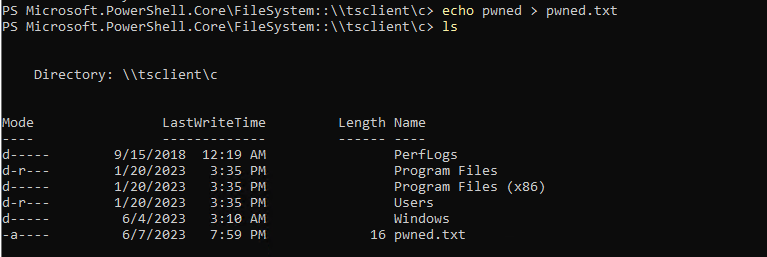 PS Microsoft.PowerShell.Core\FileSystem::\\tsclient\c> echo pwned > pwned.txt
PS Microsoft.PowerShell.Core\FileSystem::\\tsclient\c> ls
Directory: \\tsclient\c
Mode                LastWriteTime         Length Name
----                -------------         ------ ----
d-----        9/15/2018  12:19 AM                PerfLogs
d-r---        1/20/2023   3:35 PM                Program Files
d-----        1/20/2023   3:35 PM                Program Files (x86)
d-r---        1/20/2023   3:35 PM                Users
d-----         6/4/2023   3:10 AM                Windows
-a----         6/7/2023   7:59 PM             16 pwned.txt